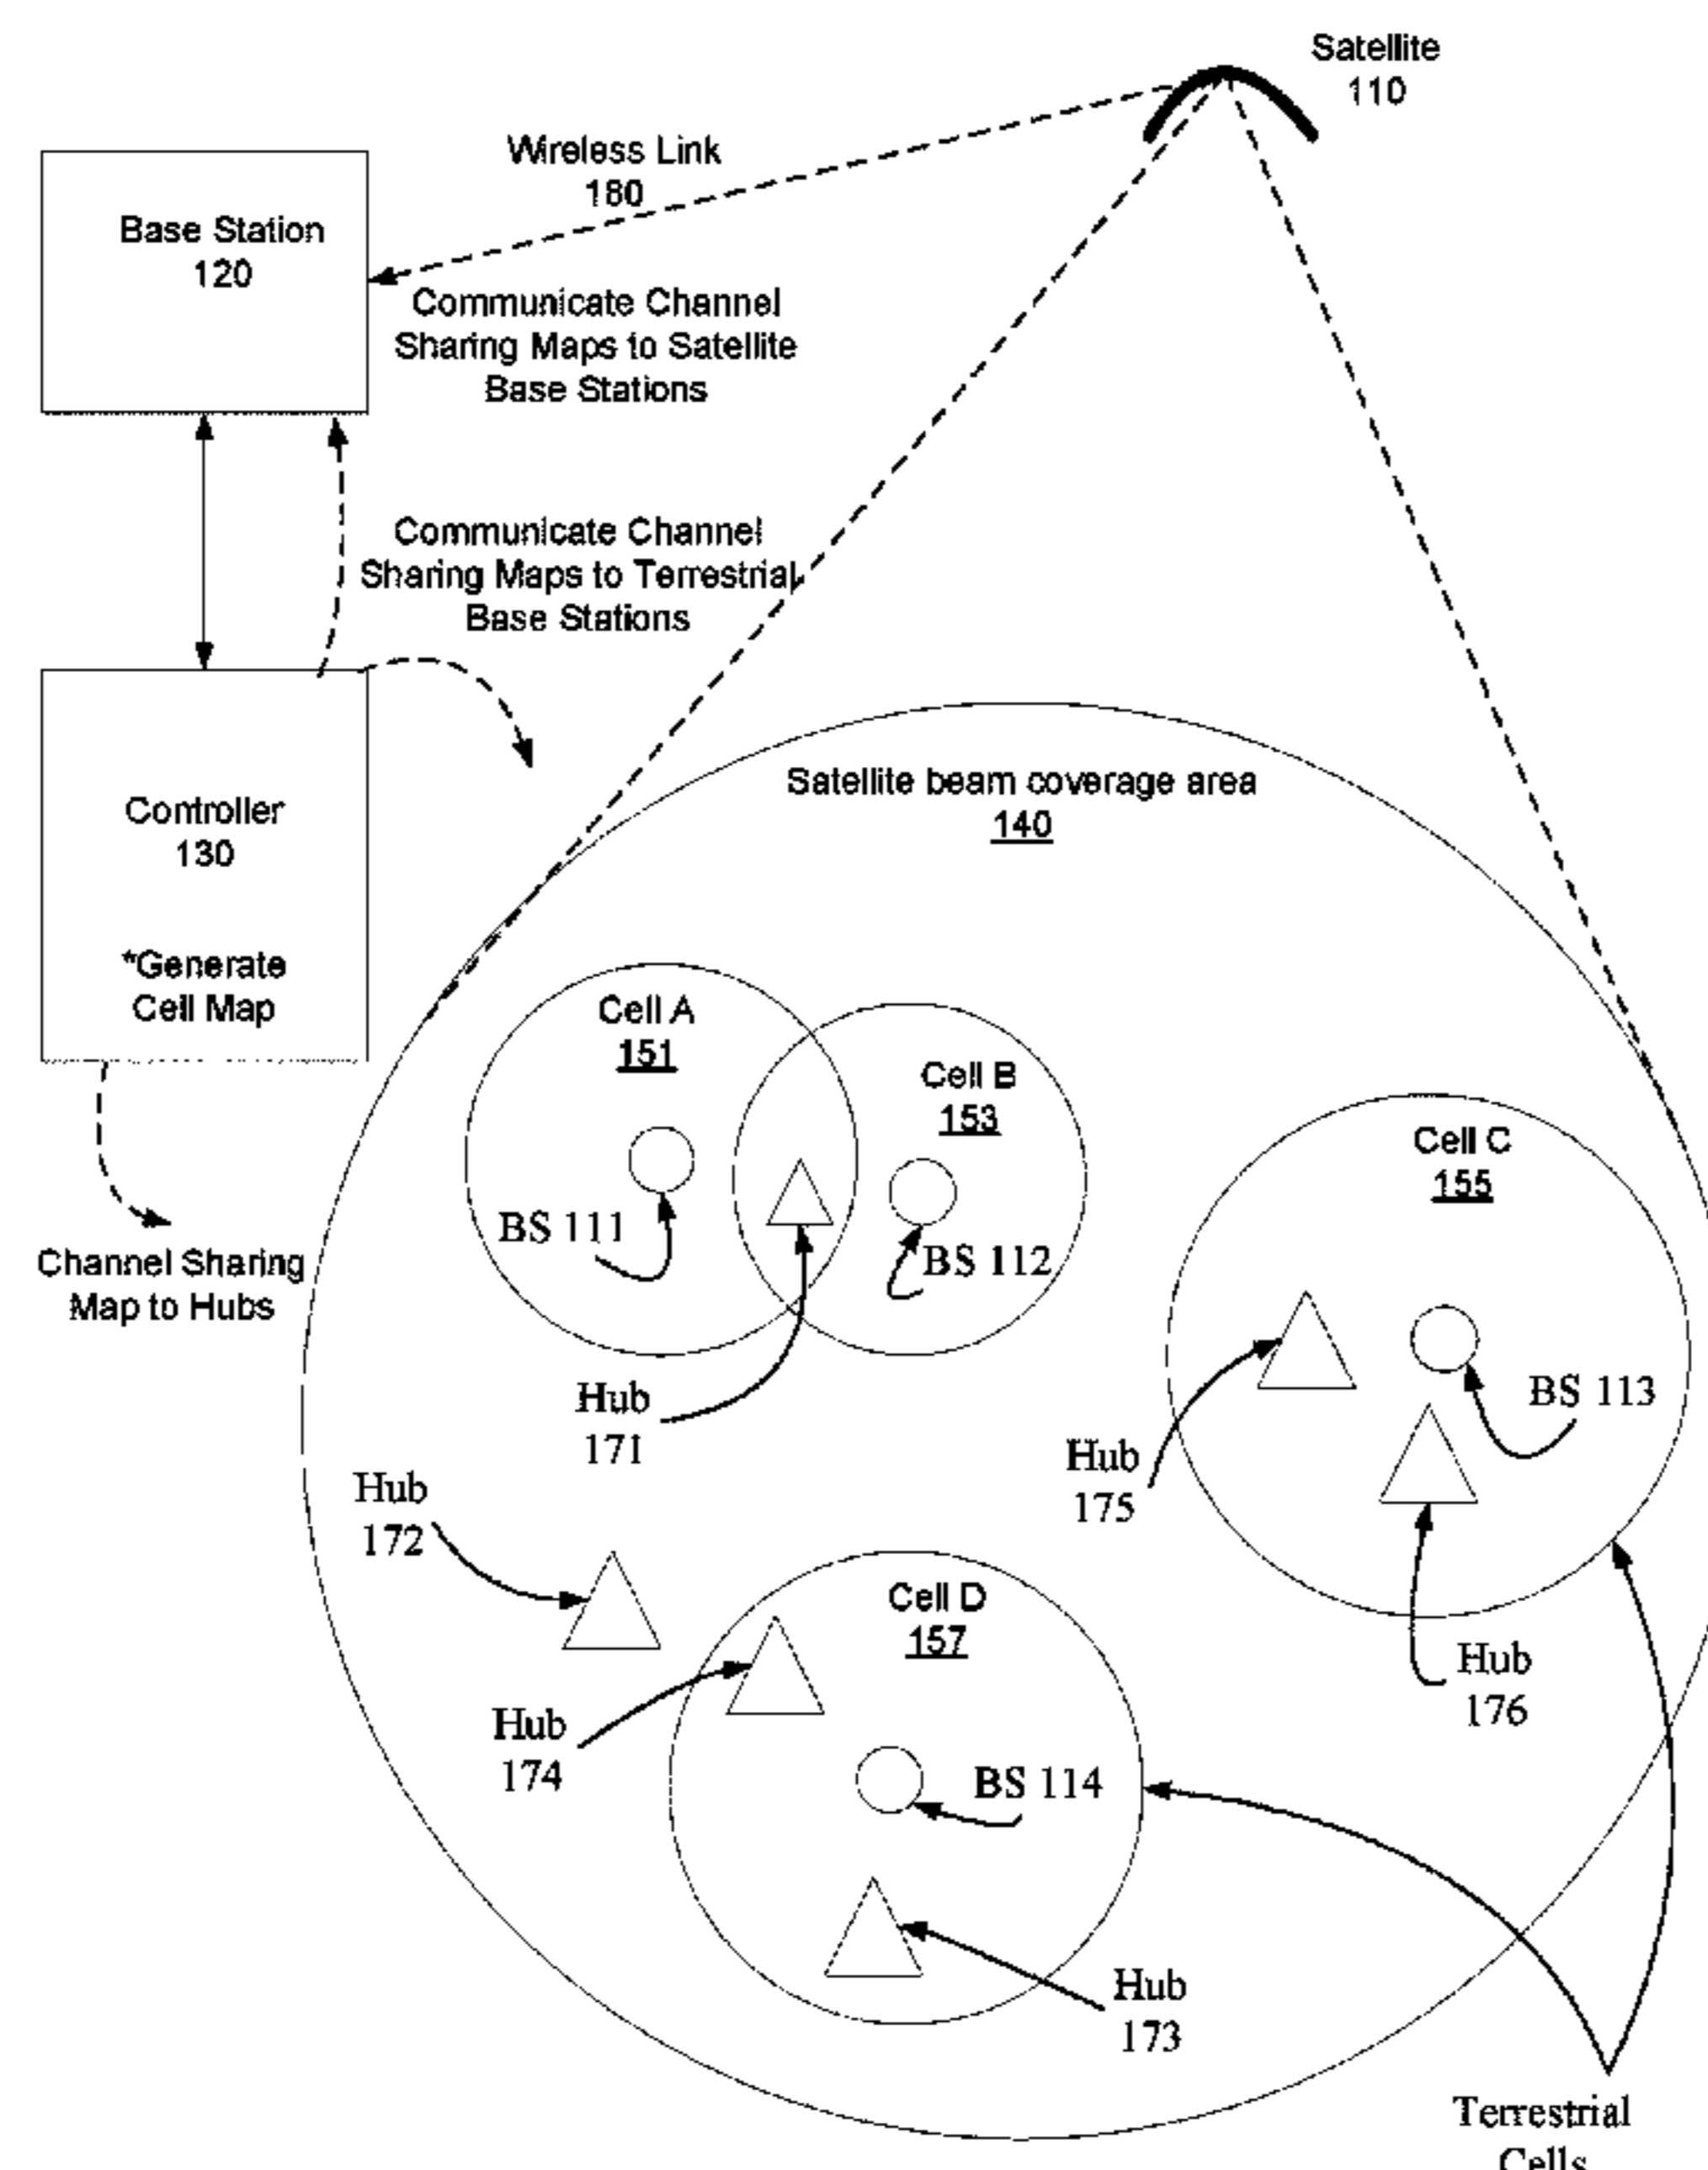 Satellite
110
Wireless Link
180
Base Station
120
Communicate Channel
Sharing Maps to Satellite
Base Stations
Communicate Channel
Sharing Maps to Terrestrial
Base Stations
Controller
130
*Generate
Cell Map
Channel Sharing
Map to Hubs
Satellite beam coverage area
140
Cell A
151
BS 111
Cell B
153
BS 112
Cell C
155
BS 113
Hub
171
Hub
172
Hub
175
Hub
176
Cell D
157
Hub
174
BS 114
Hub
173
Terrestrial
Cells